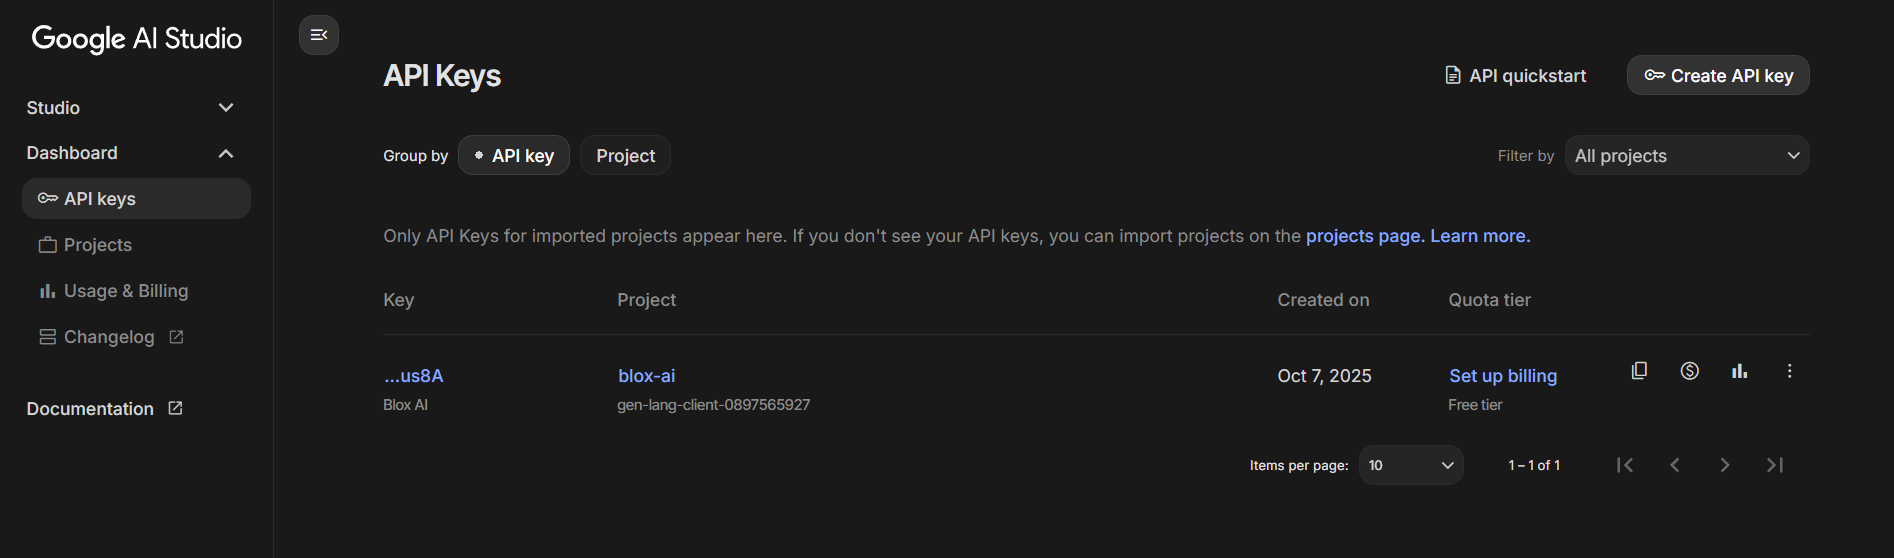 Google AI Studio
Studio
Dashboard
API keys
Projects
Usage & Billing
Changelog
Documentation
API Keys
API quickstart
Create API key
Group by
API key
Project
Filter by
All projects
Only API Keys for imported projects appear here. If you don't see your API keys, you can import projects on the projects page. Learn more.
Key Project Created on Quota tier
...us8A blox-ai Oct 7, 2025 Set up billing
Blox AI gen-lang-client-0897565927 Free tier
Items per page: 10 1 – 1 of 1